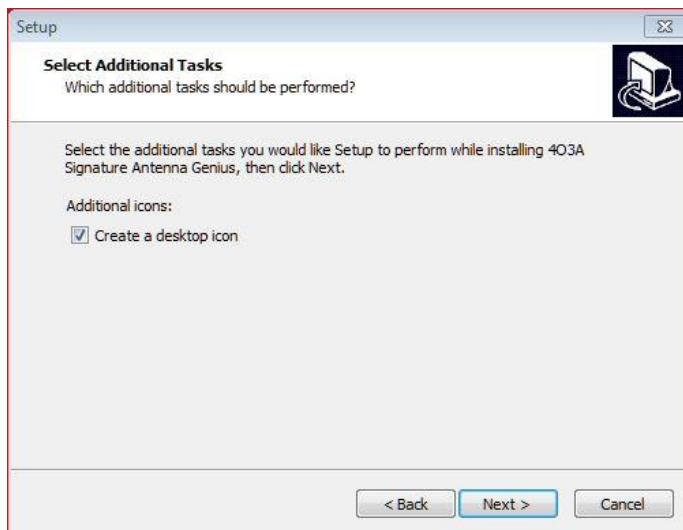 Setup
Select Additional Tasks
Which additional tasks should be performed?
Select the additional tasks you would like Setup to perform while installing 4O3A
Signature Antenna Genius, then click Next.
Additional icons:
Create a desktop icon
< Back Next > Cancel